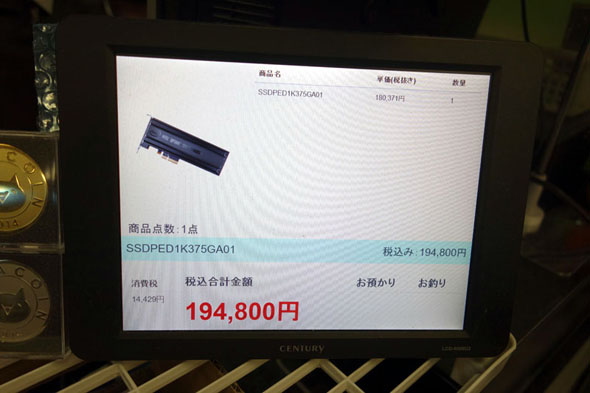 商品名 単価(税抜き) 数量
SSDPED1K375GA01 180,371円 1
商品点数:1点
SSDPED1K375GA01 税込み:194,800円
消費税 税込合計金額 お預かり お釣り
14,429円
194,800円
CENTURY